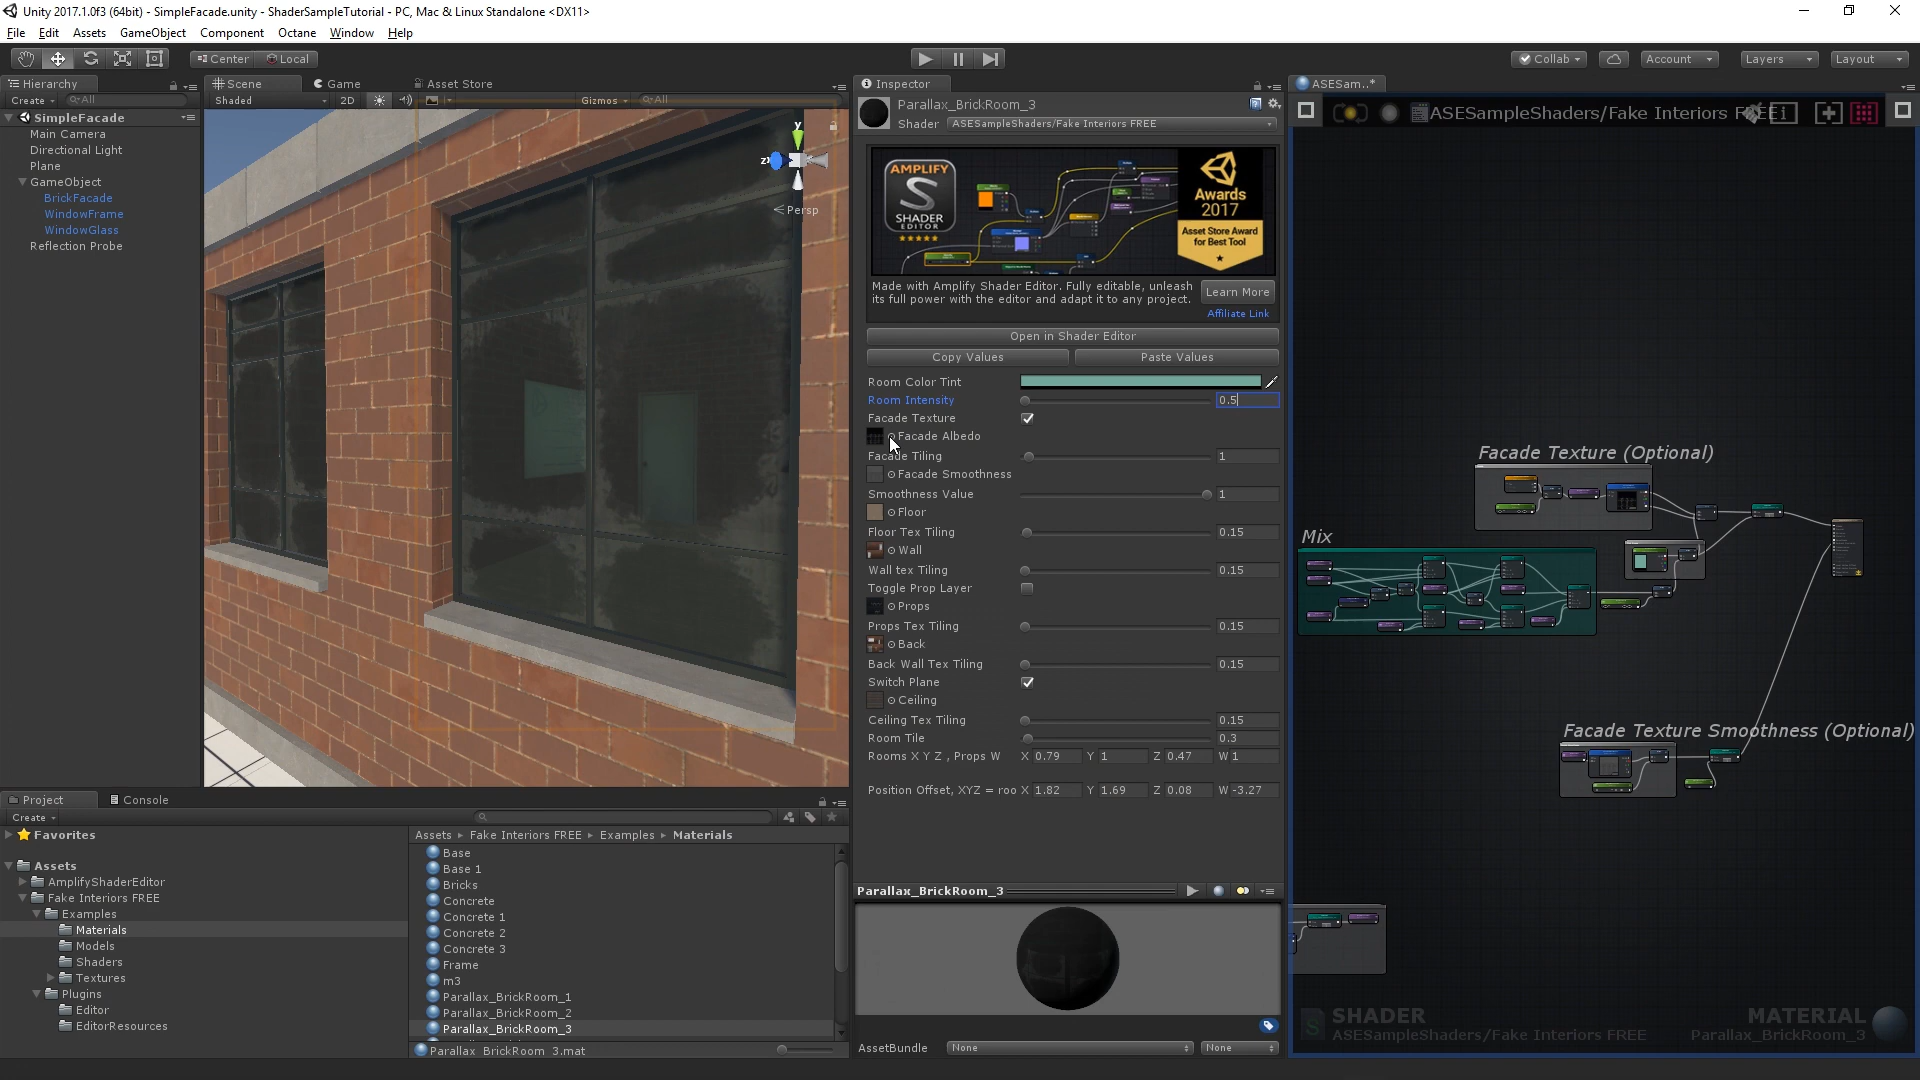 Unity 2017.1.0f3 (64bit) - SimpleFacade.unity - ShaderSampleTutorial - PC, Mac & Linux Standalone <DX11>
File Edit Assets GameObject Component Octane Window Help
Center Local Collab Account Layers Layout
Hierarchy
Create All
SimpleFacade
Main Camera
Directional Light
Plane
GameObject
BrickFacade
WindowFrame
WindowGlass
Reflection Probe
Scene Game Asset Store
Shaded 2D Gizmos All
y
z
Persp
Inspector
Parallax_BrickRoom_3
Shader ASESampleShaders/Fake Interiors FREE
AMPLIFY
S
SHADER
EDITOR
Awards
2017
Asset Store Award
for Best Tool
Made with Amplify Shader Editor. Fully editable, unleash
its full power with the editor and adapt it to any project.
Learn More
Affiliate Link
Open in Shader Editor
Copy Values Paste Values
Room Color Tint
Room Intensity 0.5
Facade Texture
Facade Albedo
Facade Tiling 1
Facade Smoothness
Smoothness Value 1
Floor
Floor Tex Tiling 0.15
Wall
Wall tex Tiling 0.15
Toggle Prop Layer
Props
Props Tex Tiling 0.15
Back
Back Wall Tex Tiling 0.15
Switch Plane
Ceiling
Ceiling Tex Tiling 0.15
Room Tile 0.3
Rooms X Y Z , Props W X 0.79 Y 1 Z 0.47 W 1
Position Offset, XYZ = roo X 1.82 Y 1.69 Z 0.08 W -3.27
Parallax_BrickRoom_3
AssetBundle None None
ASESam..*
ASESampleShaders/Fake Interiors FREE
Facade Texture (Optional)
Mix
Facade Texture Smoothness (Optional)
SHADER
ASESampleShaders/Fake Interiors FREE
MATERIAL
Parallax_BrickRoom_3
Project Console
Create
Favorites
Assets
AmplifyShaderEditor
Fake Interiors FREE
Examples
Materials
Models
Shaders
Textures
Plugins
Editor
EditorResources
Assets Fake Interiors FREE Examples Materials
Base
Base 1
Bricks
Concrete
Concrete 1
Concrete 2
Concrete 3
Frame
m3
Parallax_BrickRoom_1
Parallax_BrickRoom_2
Parallax_BrickRoom_3
Parallax_BrickRoom_3.mat